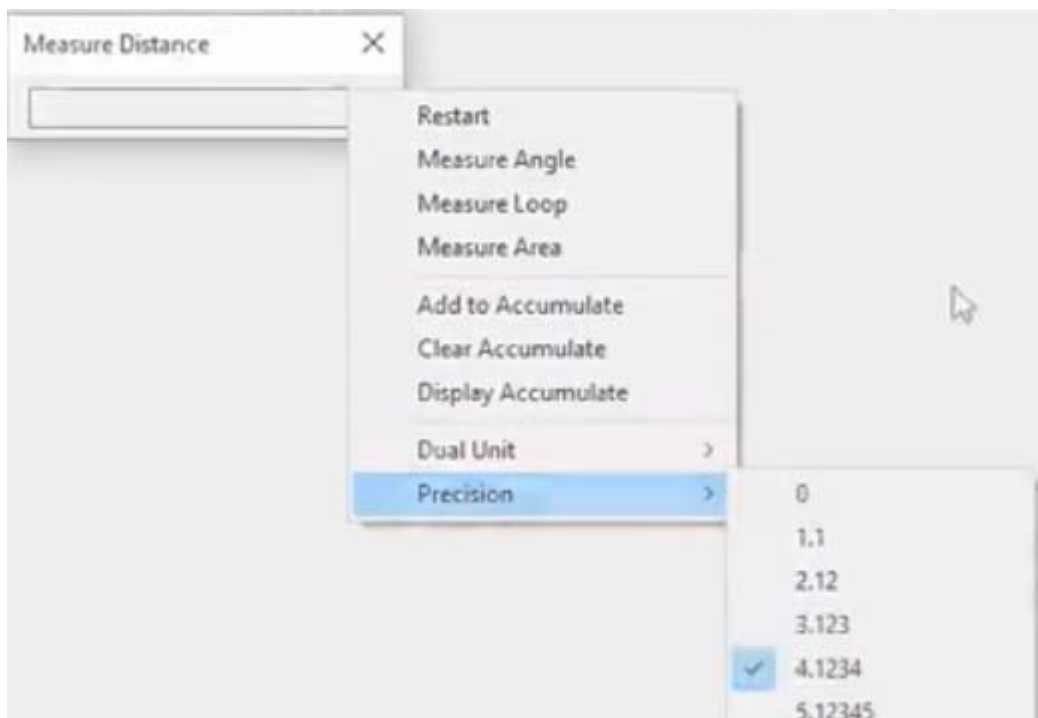 Measure Distance
Restart
Measure Angle
Measure Loop
Measure Area
Add to Accumulate
Clear Accumulate
Display Accumulate
Dual Unit
Precision
0
1.1
2.12
3.123
4.1234
5.12345